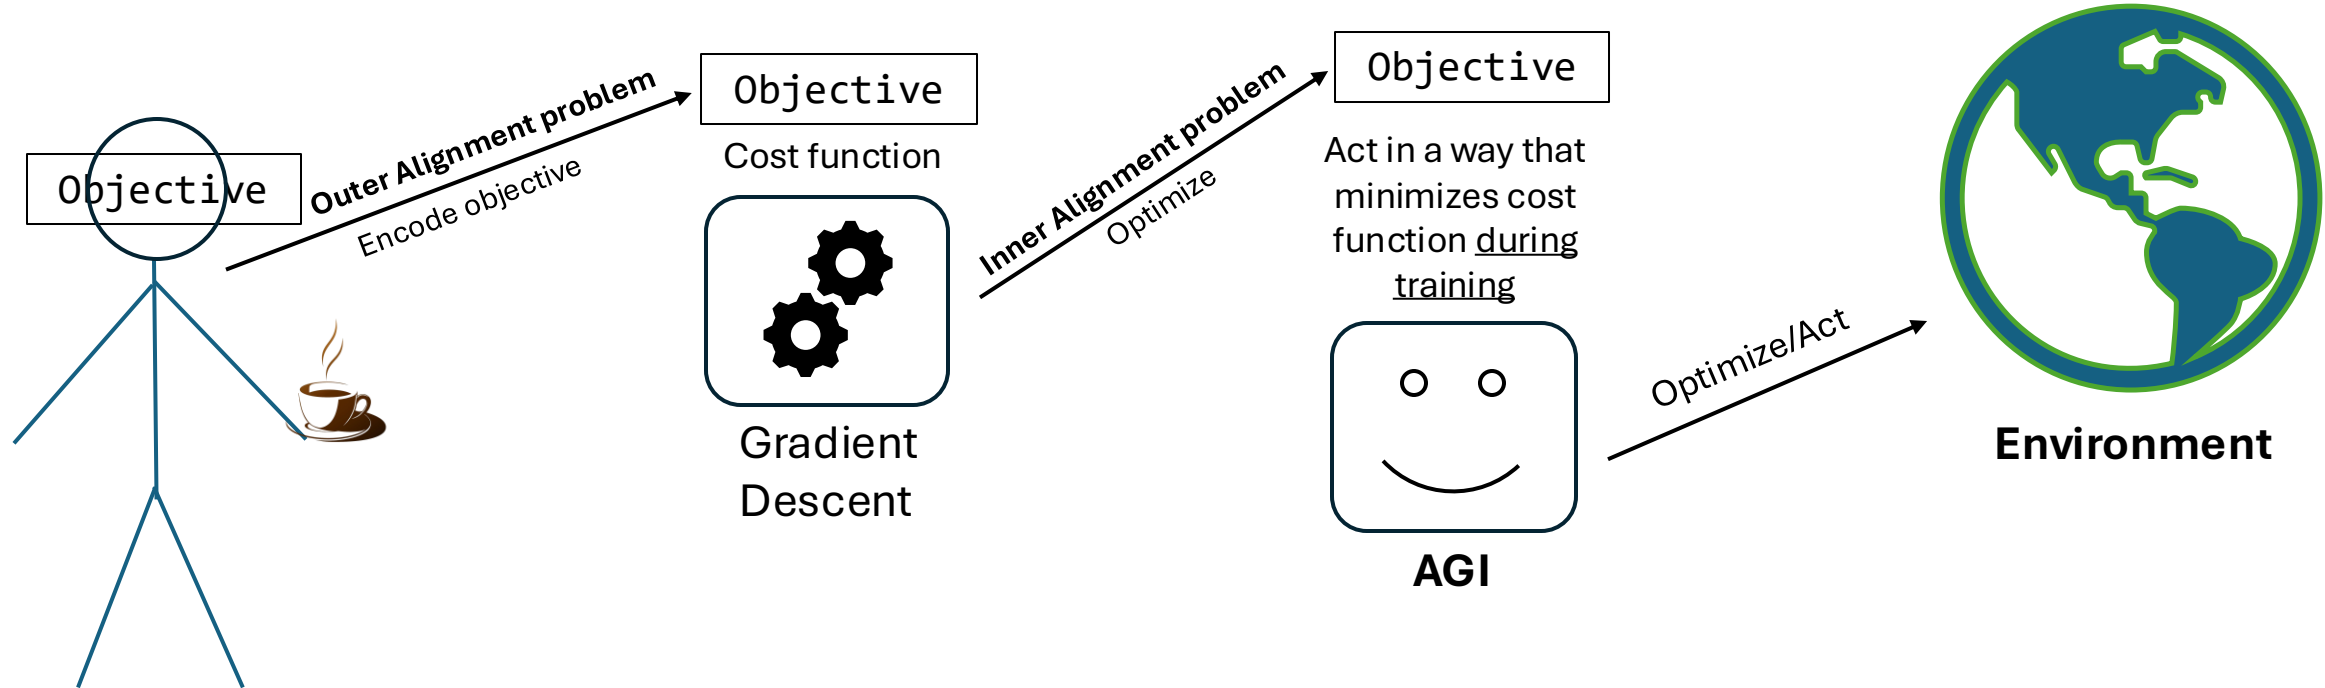 Objective
Outer Alignment problem
Encode objective
Objective
Cost function
Gradient
Descent
Inner Alignment problem
Optimize
Objective
Act in a way that
minimizes cost
function during
training
AGI
Optimize/Act
Environment